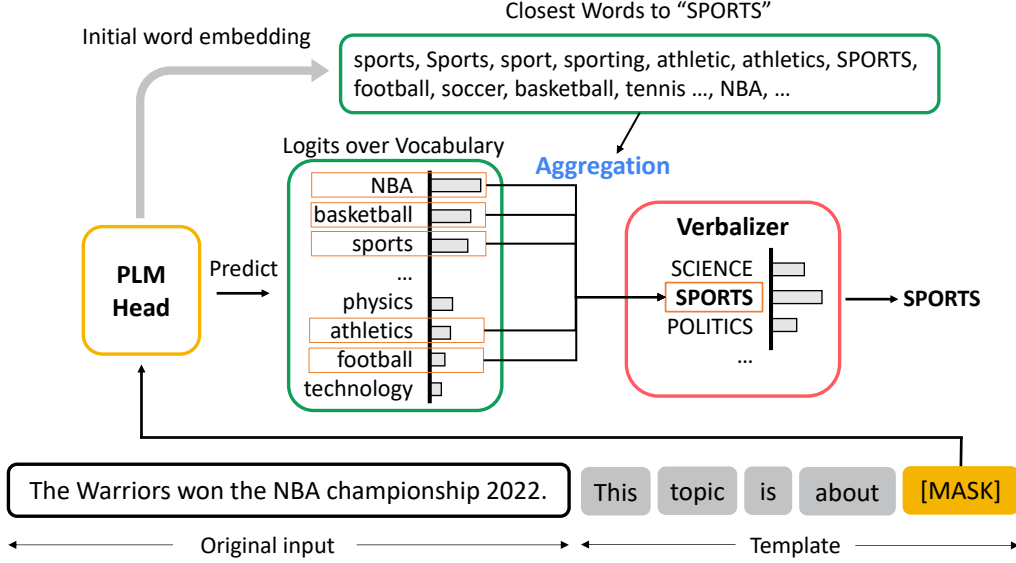 Closest Words to “SPORTS”
Initial word embedding
sports, Sports, sport, sporting, athletic, athletics, SPORTS,
football, soccer, basketball, tennis ..., NBA, ...
Logits over Vocabulary
Aggregation
NBA
basketball
sports
...
physics
athletics
football
technology
PLM
Head
Predict
Verbalizer
SCIENCE
SPORTS
POLITICS
...
SPORTS
The Warriors won the NBA championship 2022.
This topic is about [MASK]
Original input
Template